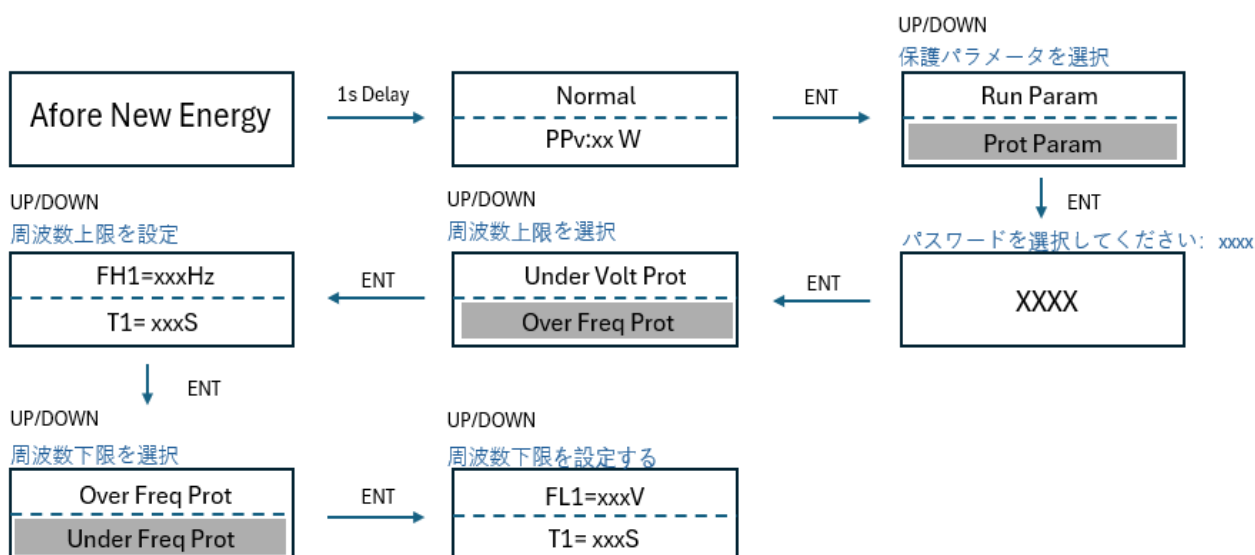 Afore New Energy
1s Delay
Normal
PPv:xx W
ENT
UP/DOWN
保護パラメータを選択
Run Param
Prot Param
ENT
パスワードを選択してください: xxxx
XXXX
ENT
UP/DOWN
周波数上限を選択
Under Volt Prot
Over Freq Prot
ENT
UP/DOWN
周波数上限を設定
FH1=xxxHz
T1= xxxS
ENT
UP/DOWN
周波数下限を選択
Over Freq Prot
Under Freq Prot
ENT
UP/DOWN
周波数下限を設定する
FL1=xxxV
T1= xxxS